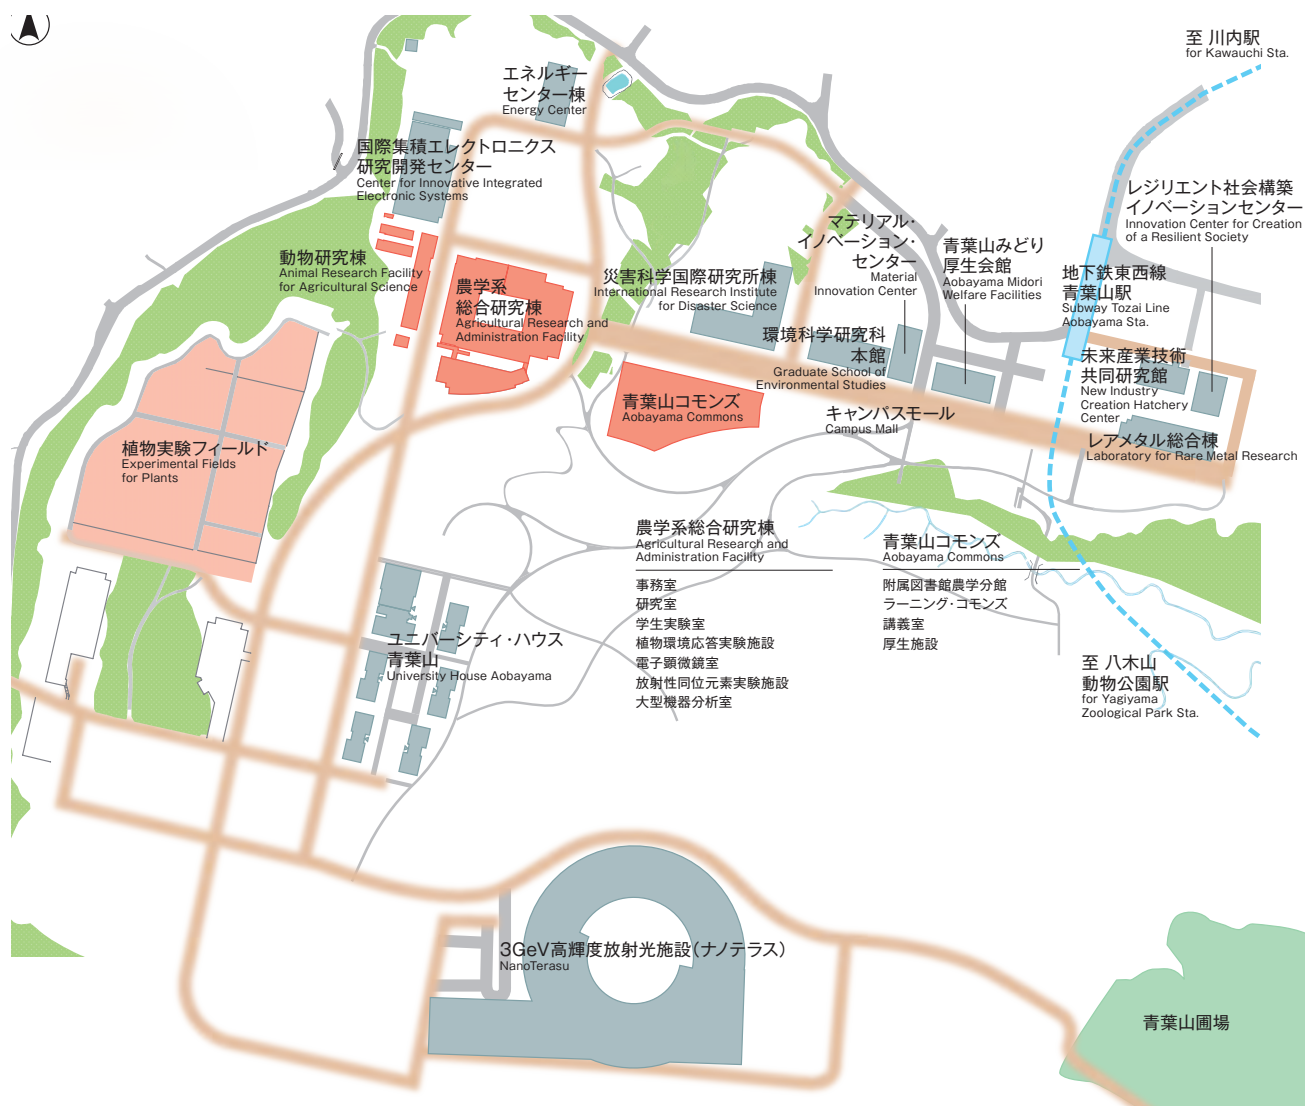 至 川内駅
for Kawauchi Sta.
エネルギー
センター棟
Energy Center
国際集積エレクトロニクス
研究開発センター
Center for Innovative Integrated
Electronic Systems
レジリエント社会構築
イノベーションセンター
Innovation Center for Creation
of a Resilient Society
マテリアル・
イノベーション・
センター
Material
Innovation Center
青葉山みどり
厚生会館
Aobayama Midori
Welfare Facilities
動物研究棟
Animal Research Facility
for Agricultural Science
農学系
総合研究棟
Agricultural Research and
Administration Facility
災害科学国際研究所棟
International Research Institute
for Disaster Science
地下鉄東西線
青葉山駅
Subway Tozai Line
Aobayama Sta.
環境科学研究科
本館
Graduate School of
Environmental Studies
未来産業技術
共同研究館
New Industry
Creation Hatchery
Center
青葉山コモンズ
Aobayama Commons
キャンパスモール
Campus Mall
レアメタル総合棟
Laboratory for Rare Metal Research
植物実験フィールド
Experimental Fields
for Plants
農学系総合研究棟
Agricultural Research and
Administration Facility
事務室
研究室
学生実験室
植物環境応答実験施設
電子顕微鏡室
放射性同位元素実験施設
大型機器分析室
青葉山コモンズ
Aobayama Commons
附属図書館農学分館
ラーニング・コモンズ
講義室
厚生施設
ユニバーシティ・ハウス
青葉山
University House Aobayama
至 八木山
動物公園駅
for Yagiyama
Zoological Park Sta.
3GeV高輝度放射光施設(ナノテラス)
NanoTerasu
青葉山圃場